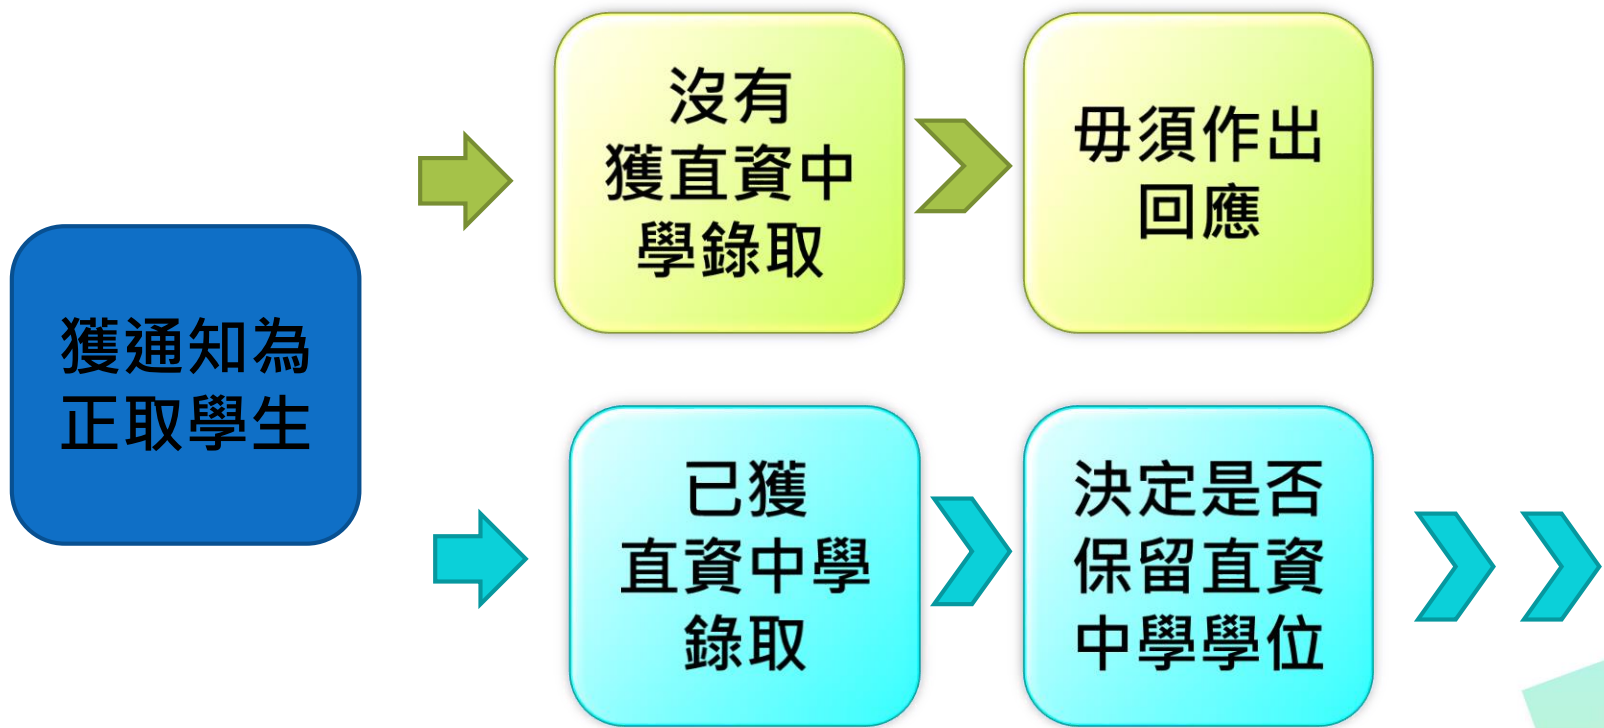 獲通知為
正取學生
沒有
獲直資中
學錄取
毋須作出
回應
已獲
直資中學
錄取
決定是否
保留直資
中學學位